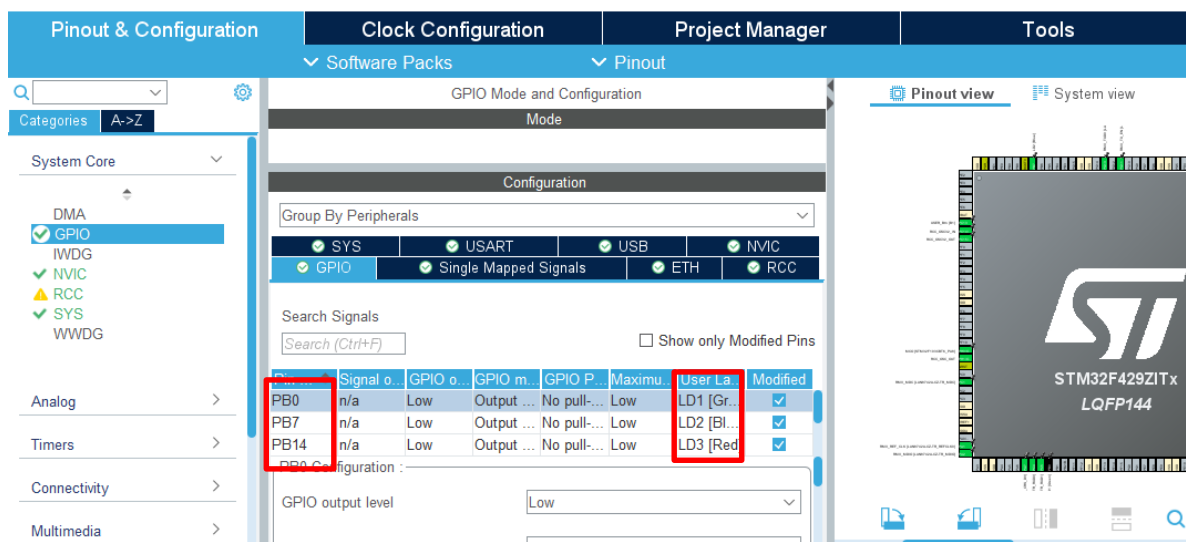 Pinout & Configuration
Clock Configuration
Project Manager
Tools
Software Packs
Pinout
Categories
A->Z
System Core
DMA
GPIO
IWDG
NVIC
RCC
SYS
WWDG
Analog
Timers
Connectivity
Multimedia
GPIO Mode and Configuration
Mode
Configuration
Group By Peripherals
SYS USART USB NVIC
GPIO Single Mapped Signals ETH RCC
Search Signals
Search (Ctrl+F)
Show only Modified Pins
Signal o... GPIO o... GPIO m... GPIO P... Maximu... User La... Modified
PB0 n/a Low Output ... No pull-... Low LD1 [Gr...
PB7 n/a Low Output ... No pull-... Low LD2 [Bl...
PB14 n/a Low Output ... No pull-... Low LD3 [Red]
PB0 Configuration :
GPIO output level
Low
Pinout view
System view
STM32F429ZITx
LQFP144